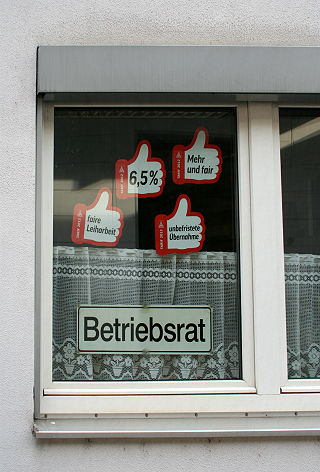 Mehr
und fair
6,5%
faire
Leiharbeit
unbefristete
Übernahme
Betriebsrat